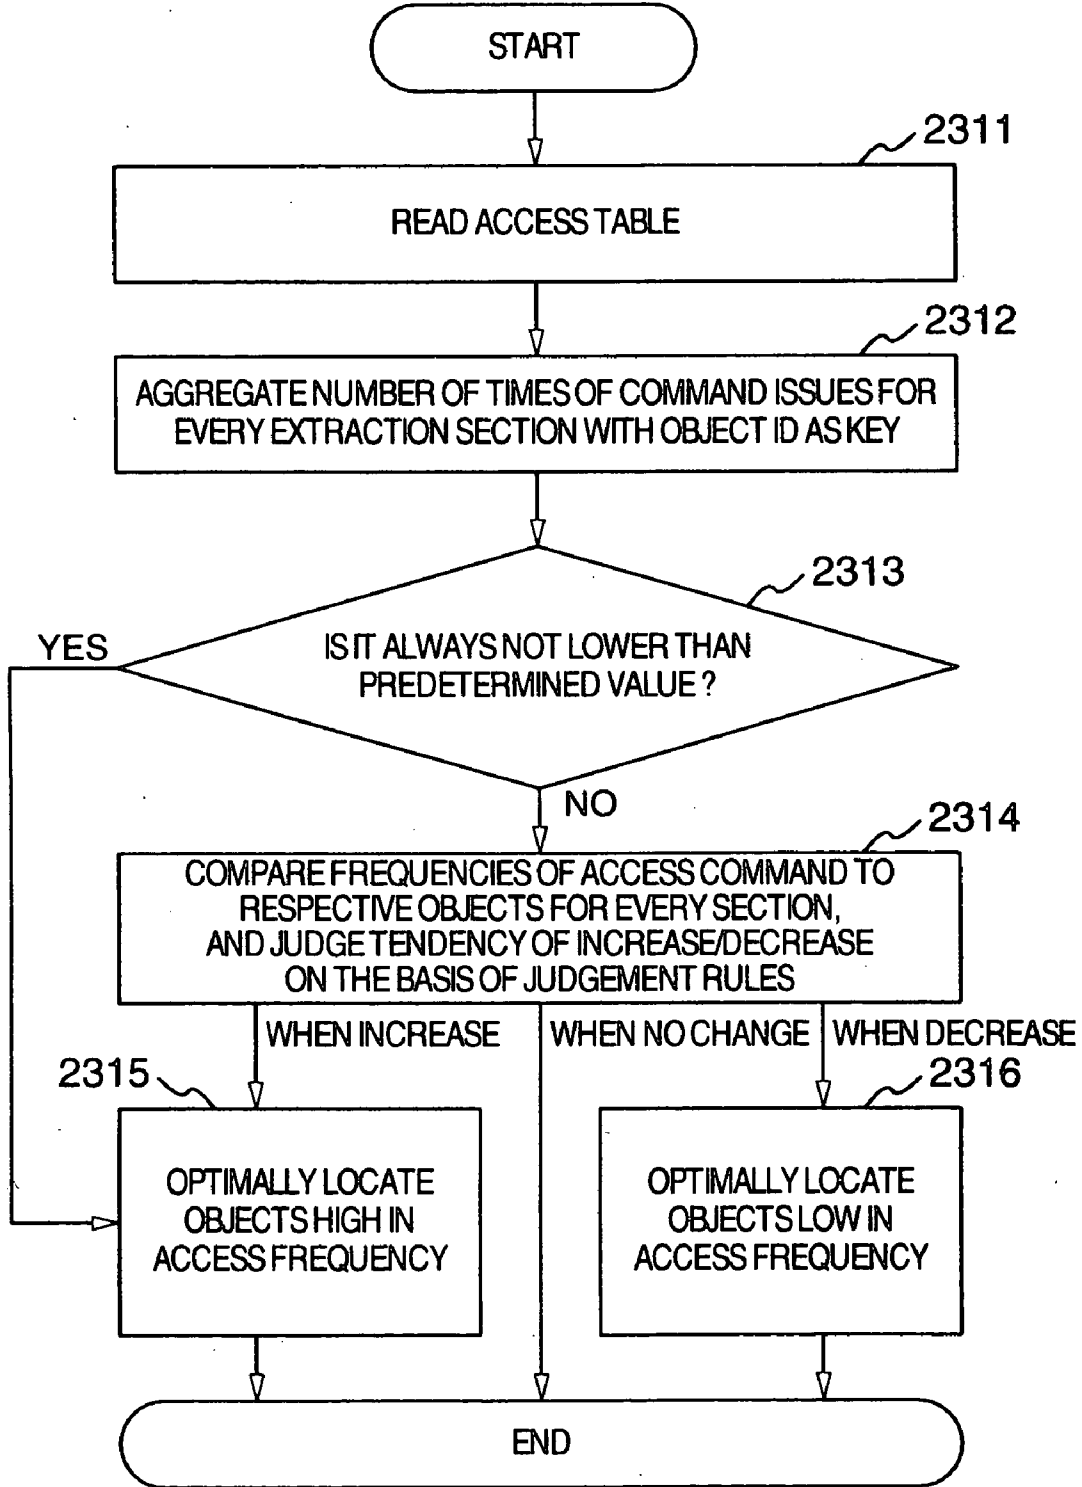 START
2311
READ ACCESS TABLE
2312
AGGREGATE NUMBER OF TIMES OF COMMAND ISSUES FOR
EVERY EXTRACTION SECTION WITH OBJECT ID AS KEY
2313
YES
IS IT ALWAYS NOT LOWER THAN
PREDETERMINED VALUE ?
NO
2314
COMPARE FREQUENCIES OF ACCESS COMMAND TO
RESPECTIVE OBJECTS FOR EVERY SECTION,
AND JUDGE TENDENCY OF INCREASE/DECREASE
ON THE BASIS OF JUDGEMENT RULES
WHEN INCREASE
WHEN NO CHANGE
WHEN DECREASE
2315
2316
OPTIMALLY LOCATE
OBJECTS HIGH IN
ACCESS FREQUENCY
OPTIMALLY LOCATE
OBJECTS LOW IN
ACCESS FREQUENCY
END